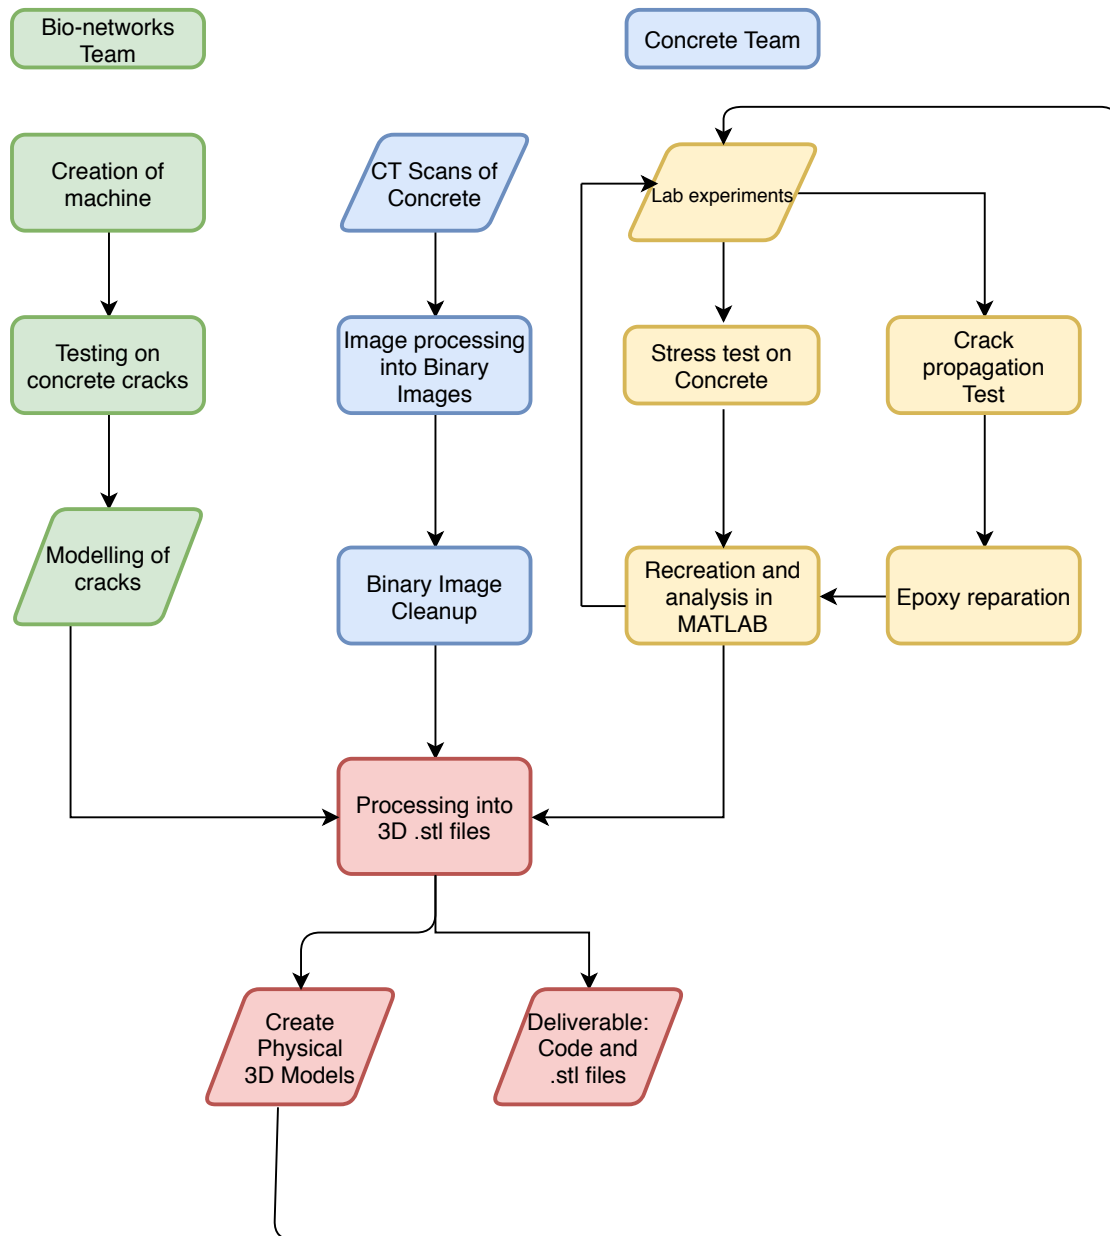 Bio-networks
Team
Concrete Team
Creation of
machine
CT Scans of
Concrete
Lab experiments
Testing on
concrete cracks
Image processing
into Binary
Images
Stress test on
Concrete
Crack
propagation
Test
Modelling of
cracks
Binary Image
Cleanup
Recreation and
analysis in
MATLAB
Epoxy reparation
Processing into
3D .stl files
Create
Physical
3D Models
Deliverable:
Code and
.stl files